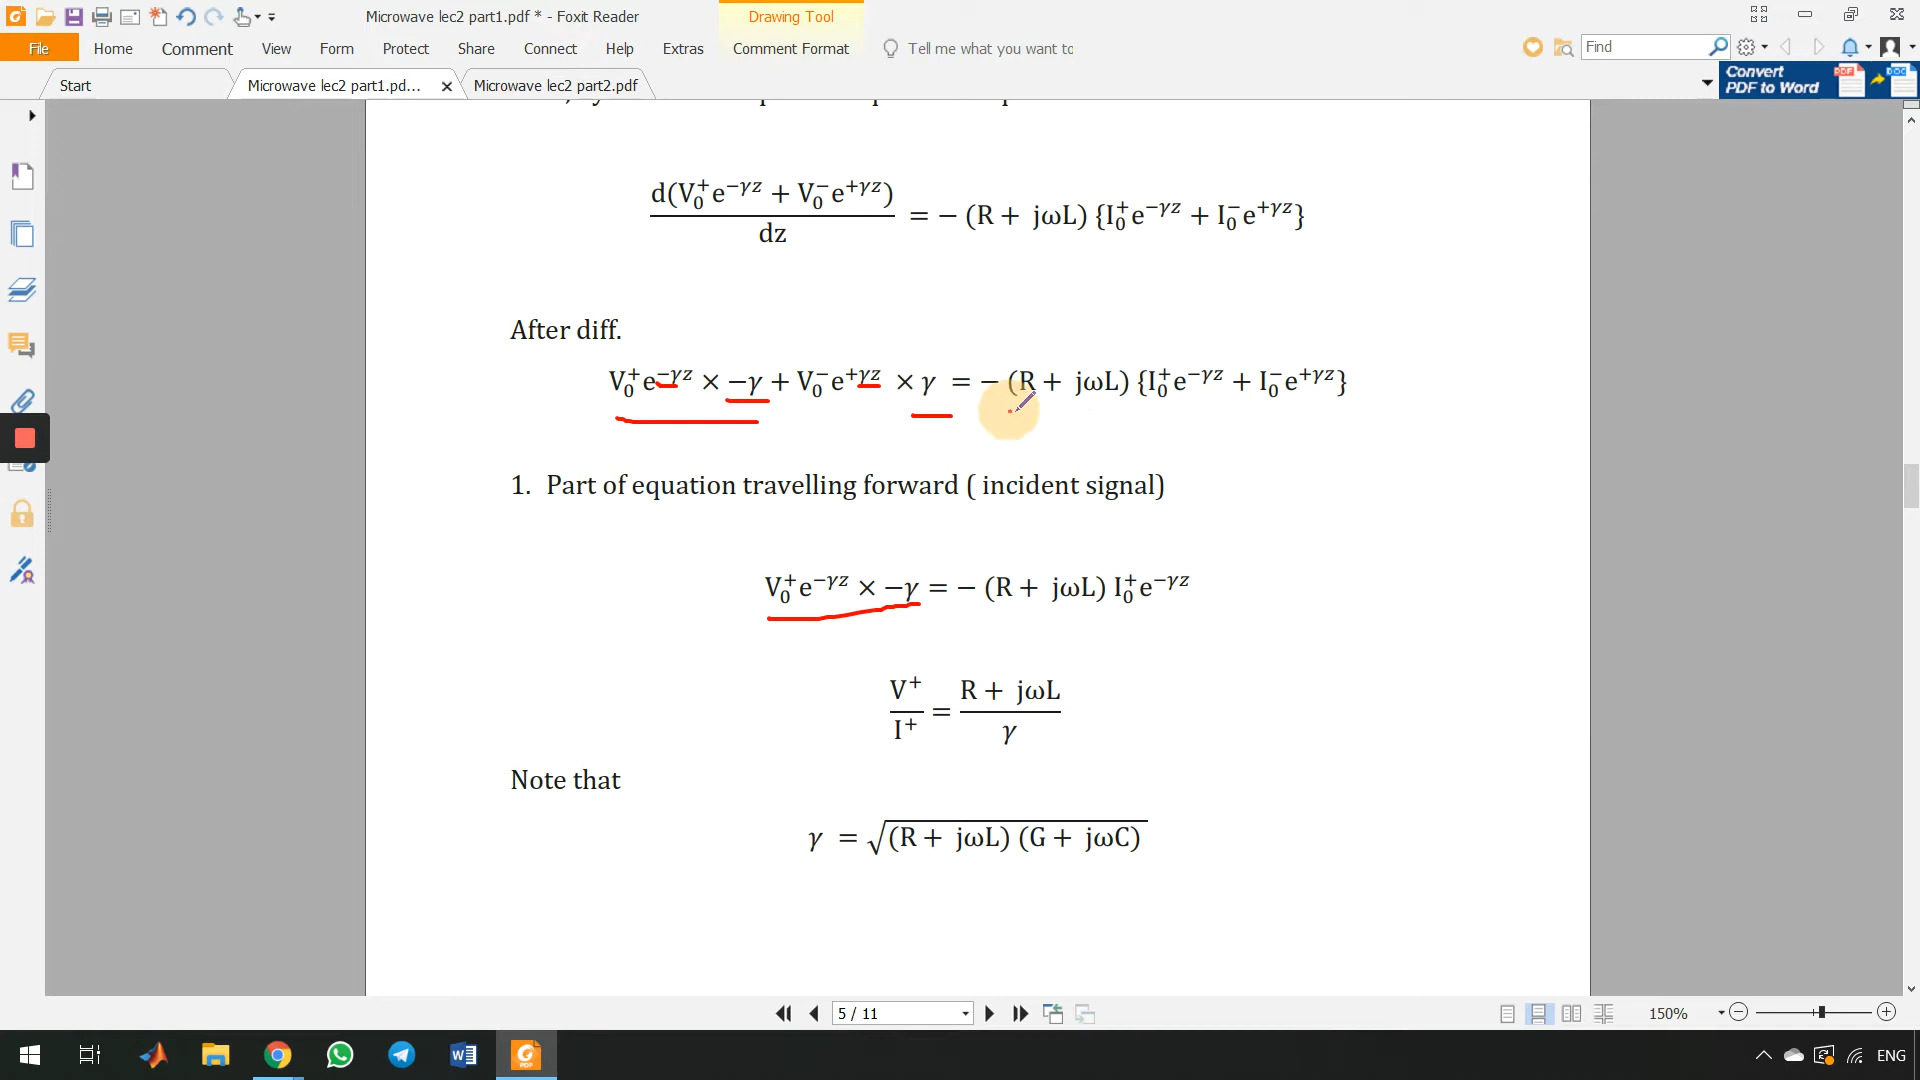 Microwave lec2 part1.pdf * - Foxit Reader
Drawing Tool
File Home Comment View Form Protect Share Connect Help Extras Comment Format Tell me what you want to Find
Start Microwave lec2 part1.pd... Microwave lec2 part2.pdf
Convert PDF DOC
PDF to Word
d(V₀⁺e^{−γz} + V₀⁻e^{+γz})/dz = − (R + jωL) {I₀⁺e^{−γz} + I₀⁻e^{+γz}}
After diff.
V₀⁺e^{−γz} × −γ + V₀⁻e^{+γz} × γ = − (R + jωL) {I₀⁺e^{−γz} + I₀⁻e^{+γz}}
1. Part of equation travelling forward ( incident signal)
V₀⁺e^{−γz} × −γ = − (R + jωL) I₀⁺e^{−γz}
V⁺/I⁺ = R + jωL/γ
Note that
γ = √(R + jωL) (G + jωC)
5 / 11
150%
W
PDF
ENG